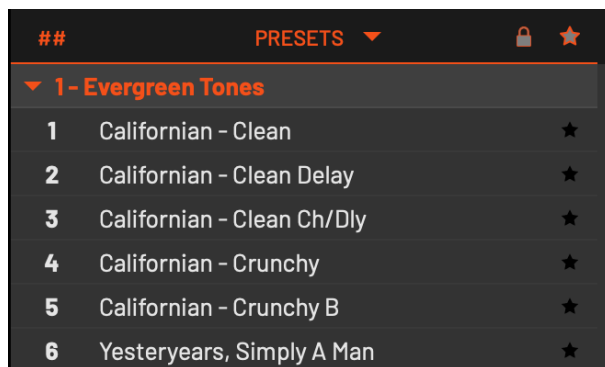 ## PRESETS
1 - Evergreen Tones
1 Californian - Clean
2 Californian - Clean Delay
3 Californian - Clean Ch/Dly
4 Californian - Crunchy
5 Californian - Crunchy B
6 Yesteryears, Simply A Man